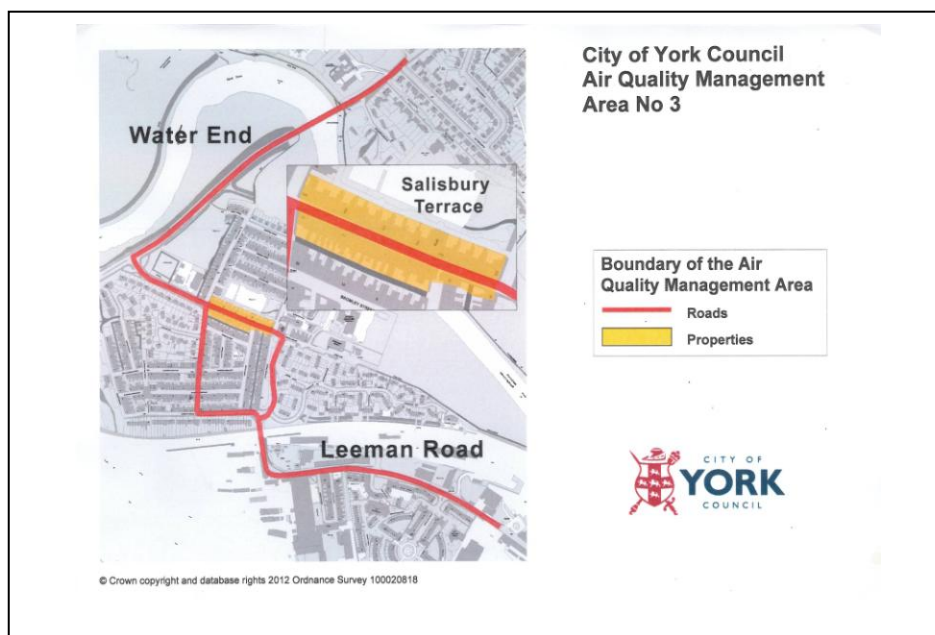 City of York Council
Air Quality Management
Area No 3
Water End
Salisbury
Terrace
Leeman Road
Boundary of the Air
Quality Management Area
Roads
Properties
CITY OF
YORK
COUNCIL
© Crown copyright and database rights 2012 Ordnance Survey 100020818